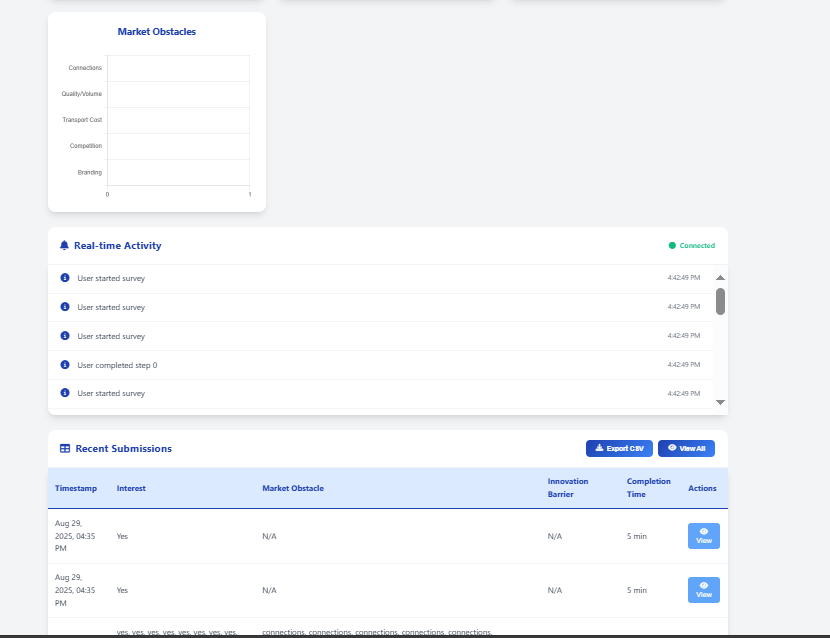 Market Obstacles
Connections
Quality/Volume
Transport Cost
Competition
Branding
0 1
Real-time Activity Connected
User started survey 4:42:49 PM
User started survey 4:42:49 PM
User started survey 4:42:49 PM
User completed step 0 4:42:49 PM
User started survey 4:42:49 PM
Recent Submissions Export CSV View All
Timestamp Interest Market Obstacle Innovation Barrier Completion Time Actions
Aug 29,
2025, 04:35 Yes N/A N/A 5 min View
PM
Aug 29,
2025, 04:35 Yes N/A N/A 5 min View
PM
yes, yes, yes, yes, yes, yes, yes, connections, connections, connections, connections, connections,